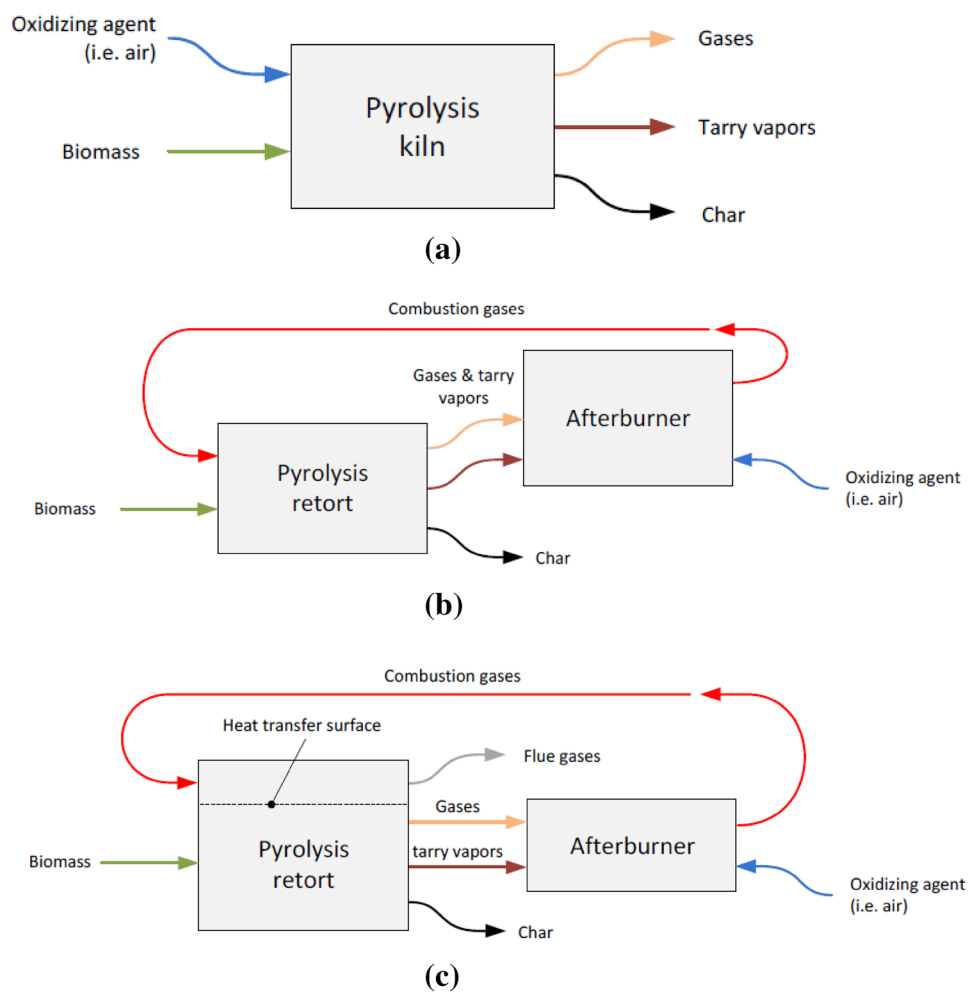 Oxidizing agent
(i.e. air)
Gases
Pyrolysis
kiln
Biomass
Tarry vapors
Char
(a)
Combustion gases
Gases & tarry
vapors
Afterburner
Pyrolysis
retort
Oxidizing agent
(i.e. air)
Biomass
Char
(b)
Combustion gases
Heat transfer surface
Flue gases
Gases
Pyrolysis
retort
tarry vapors
Afterburner
Biomass
Oxidizing agent
(i.e. air)
Char
(c)